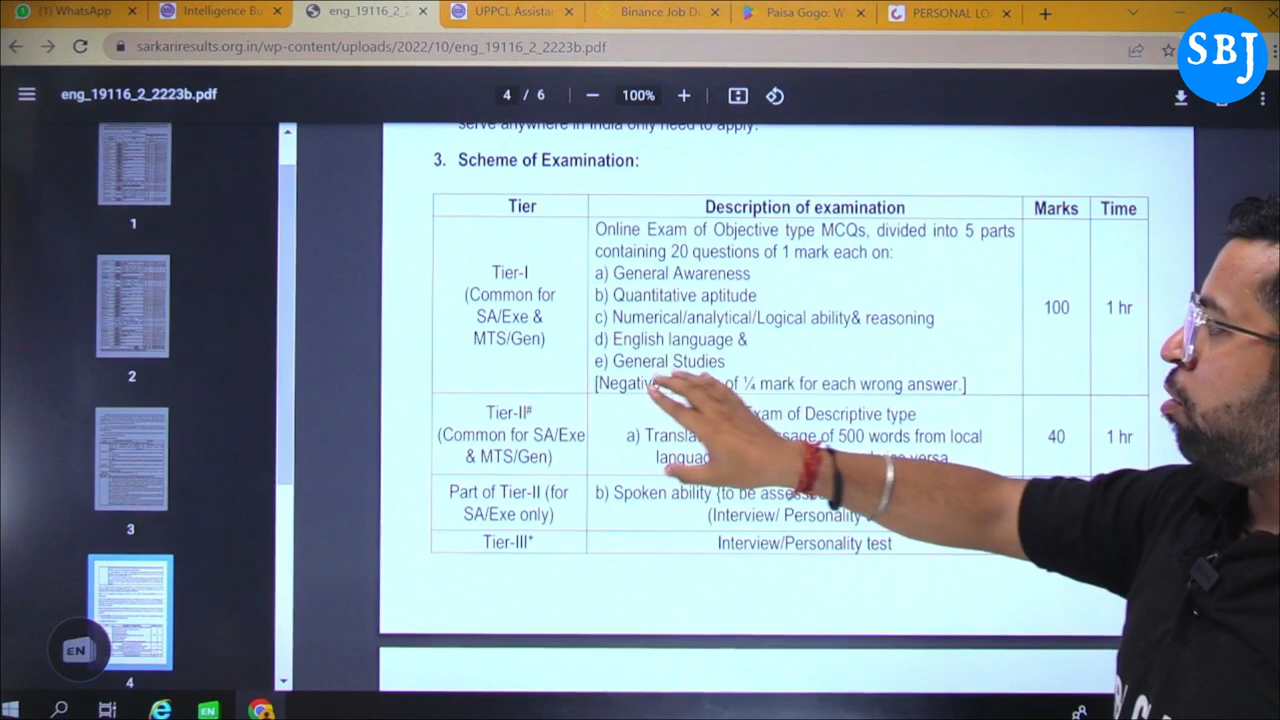 (1) WhatsApp
Intelligence Bu
eng_19116_2_2
UPPCL Assista
Binance Job D
Paisa Gogo: W
PERSONAL LO
SBJ
sarkariresults.org.in/wp-content/uploads/2022/10/eng_19116_2_2223b.pdf
eng_19116_2_2223b.pdf
4 / 6
100%
serve anywhere in India only need to apply.
3. Scheme of Examination:
Tier
Description of examination
Marks
Time
Tier-I
(Common for
SA/Exe &
MTS/Gen)
Online Exam of Objective type MCQs, divided into 5 parts
containing 20 questions of 1 mark each on:
a) General Awareness
b) Quantitative aptitude
c) Numerical/analytical/Logical ability& reasoning
d) English language &
e) General Studies
[Negativ of ¼ mark for each wrong answer.]
100
1 hr
Tier-II#
(Common for SA/Exe
& MTS/Gen)
Exam of Descriptive type
a) Transla ssage of 500 words from local
langua versa
40
1 hr
Part of Tier-II (for
SA/Exe only)
b) Spoken ability {to be asses
(Interview/ Personality
Tier-III*
Interview/Personality test
1
2
3
4
EN
EN